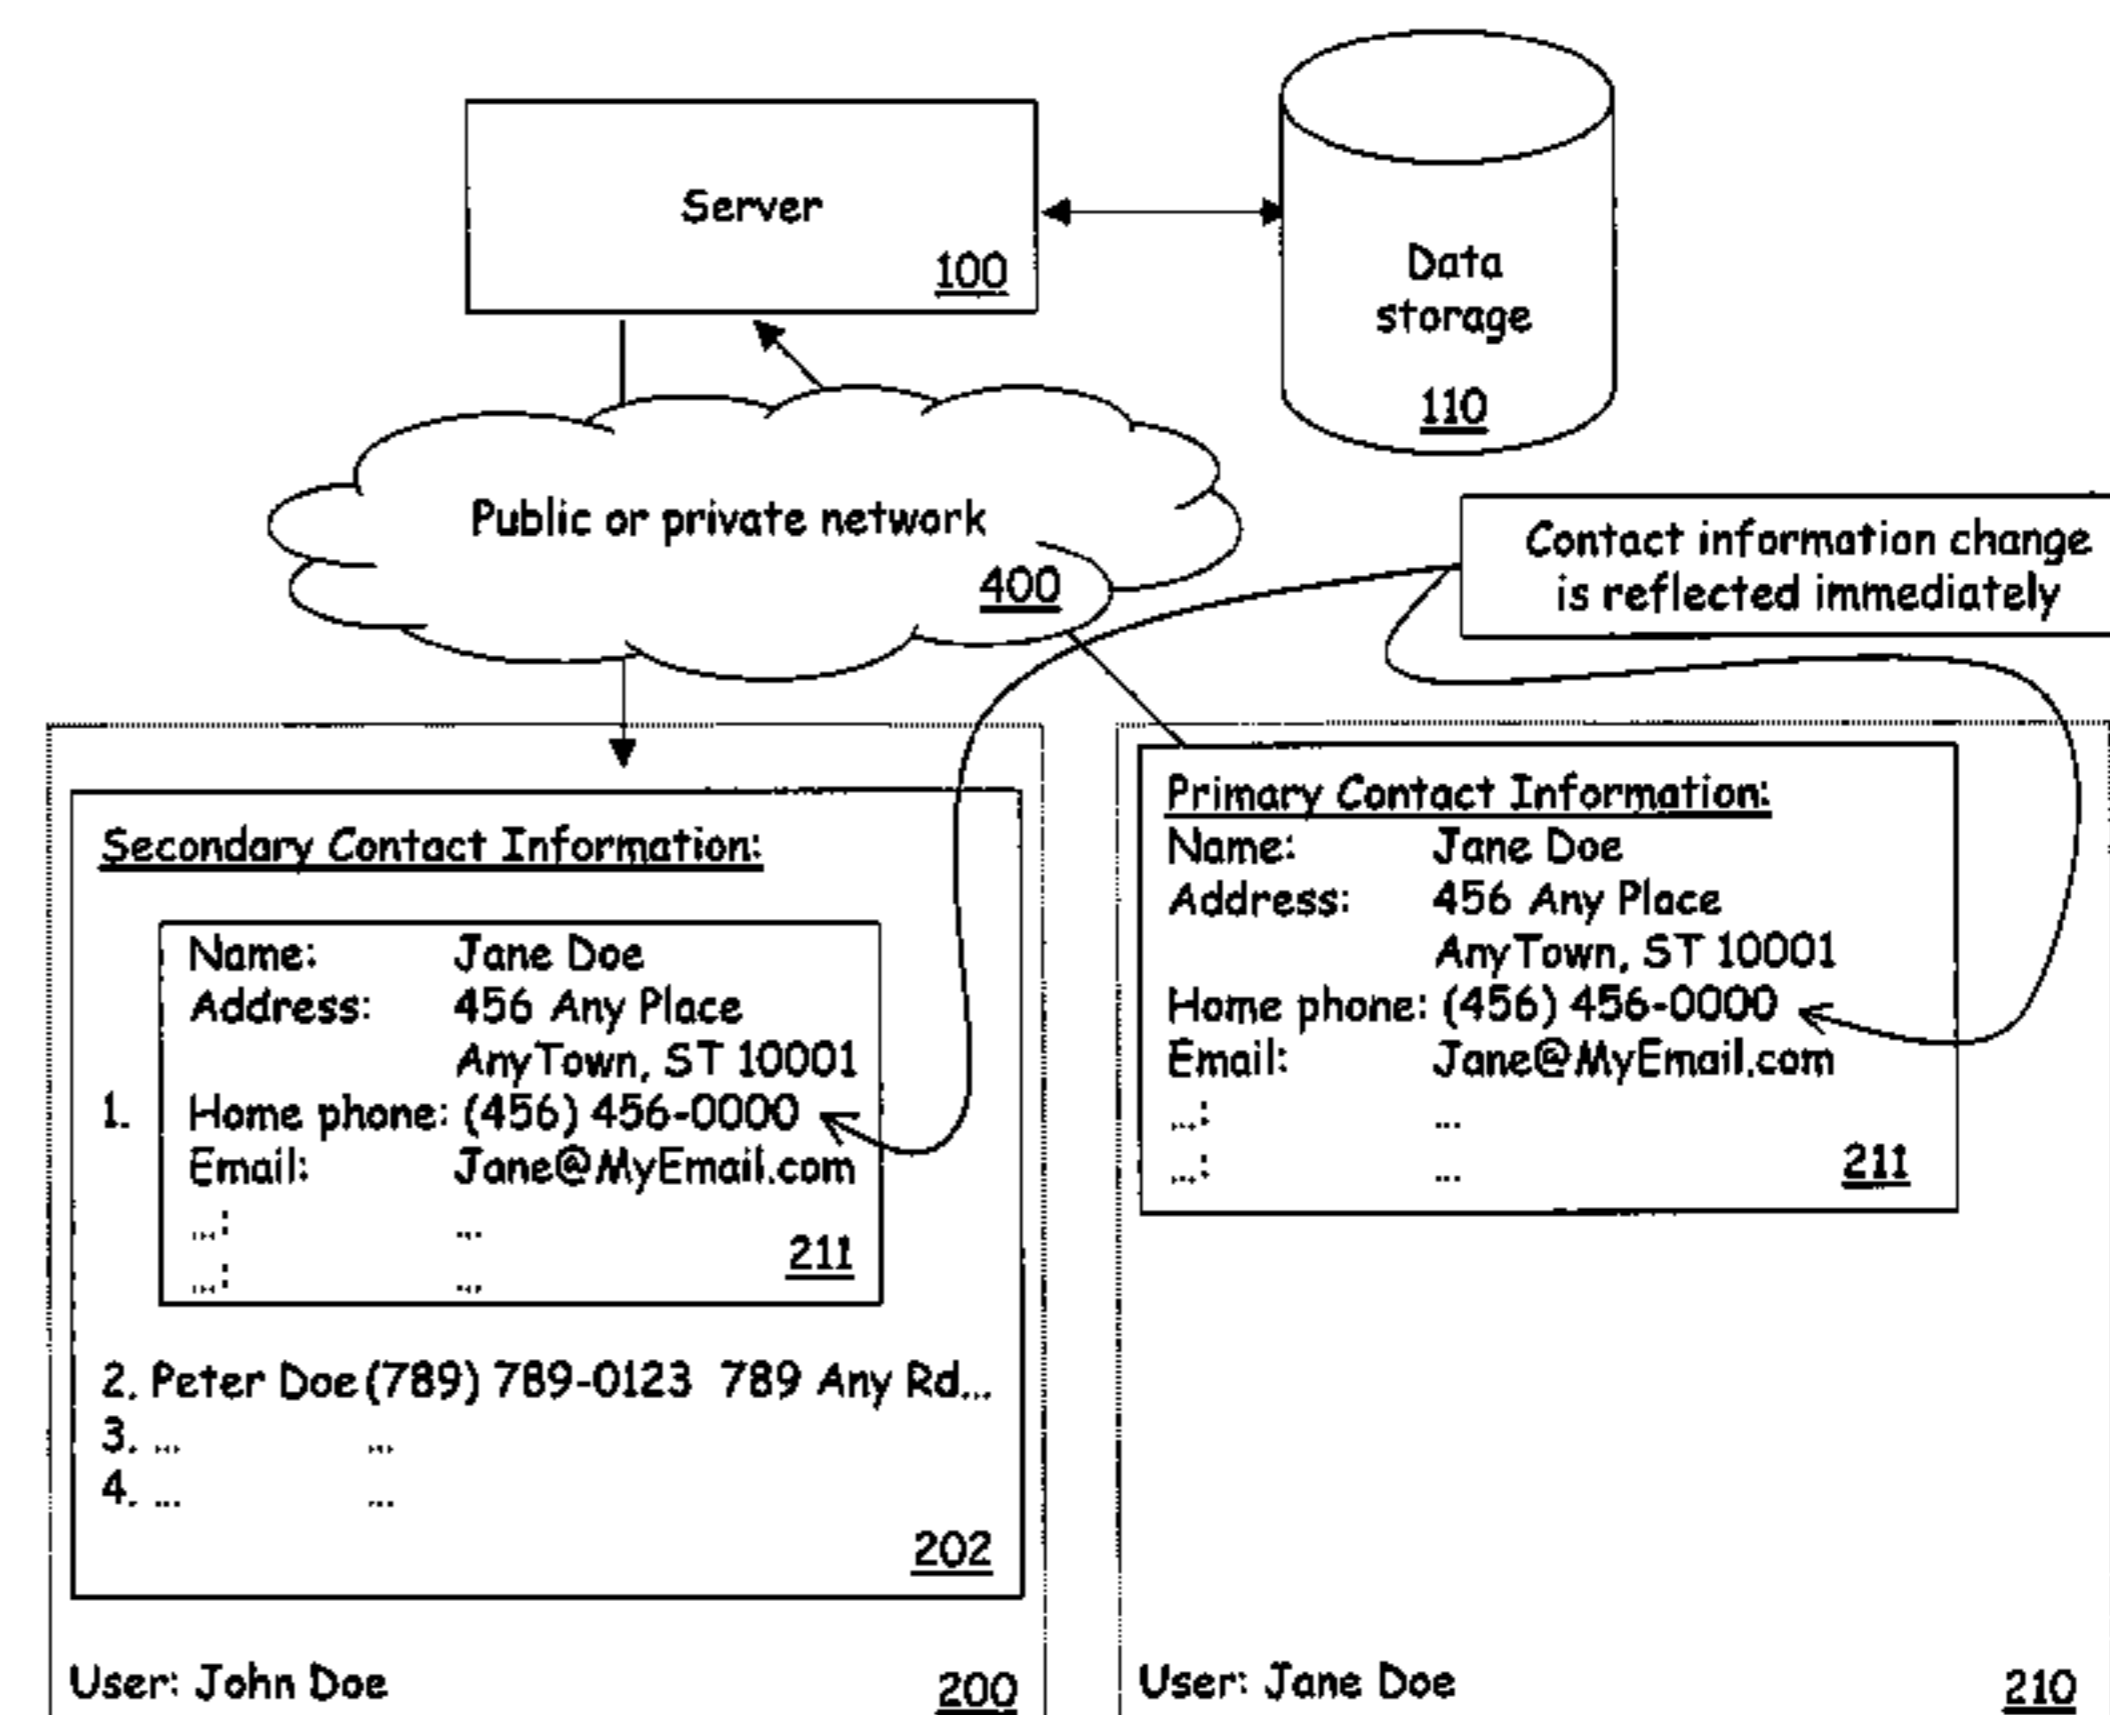 Server
100
Data
storage
110
Public or private network
400
Contact information change
is reflected immediately
Secondary Contact Information:
Name: Jane Doe
Address: 456 Any Place
AnyTown, ST 10001
1. Home phone: (456) 456-0000
Email: Jane@MyEmail.com
...: ...
...: ...
211
2. Peter Doe (789) 789-0123 789 Any Rd...
3. ... ...
4. ... ...
202
User: John Doe
200
Primary Contact Information:
Name: Jane Doe
Address: 456 Any Place
AnyTown, ST 10001
Home phone: (456) 456-0000
Email: Jane@MyEmail.com
...: ...
...: ...
211
User: Jane Doe
210